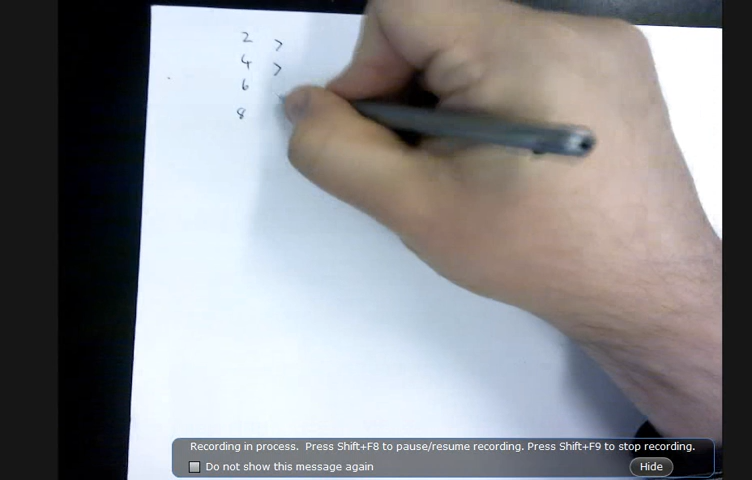 2 >
4 >
6
8
Recording in process. Press Shift+F8 to pause/resume recording. Press Shift+F9 to stop recording.
Do not show this message again
Hide